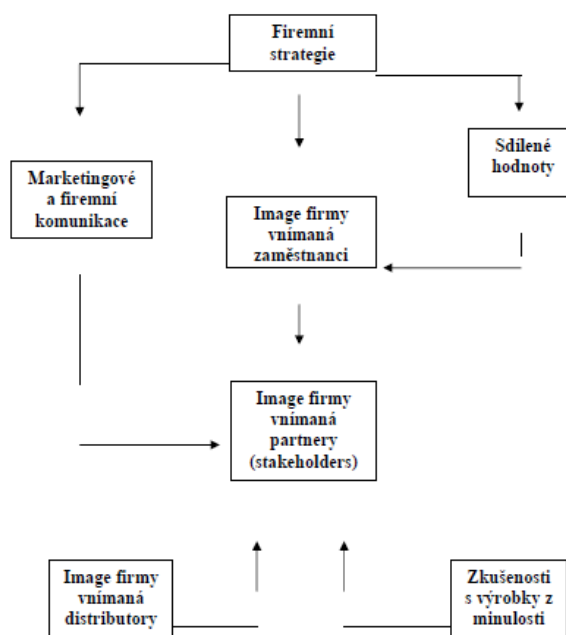 Firemní
strategie
Marketingové
a firemní
komunikace
Sdílené
hodnoty
Image firmy
vnímaná
zaměstnanci
Image firmy
vnímaná
partnery
(stakeholders)
Image firmy
vnímaná
distributory
Zkušenosti
s výrobky z
minulosti